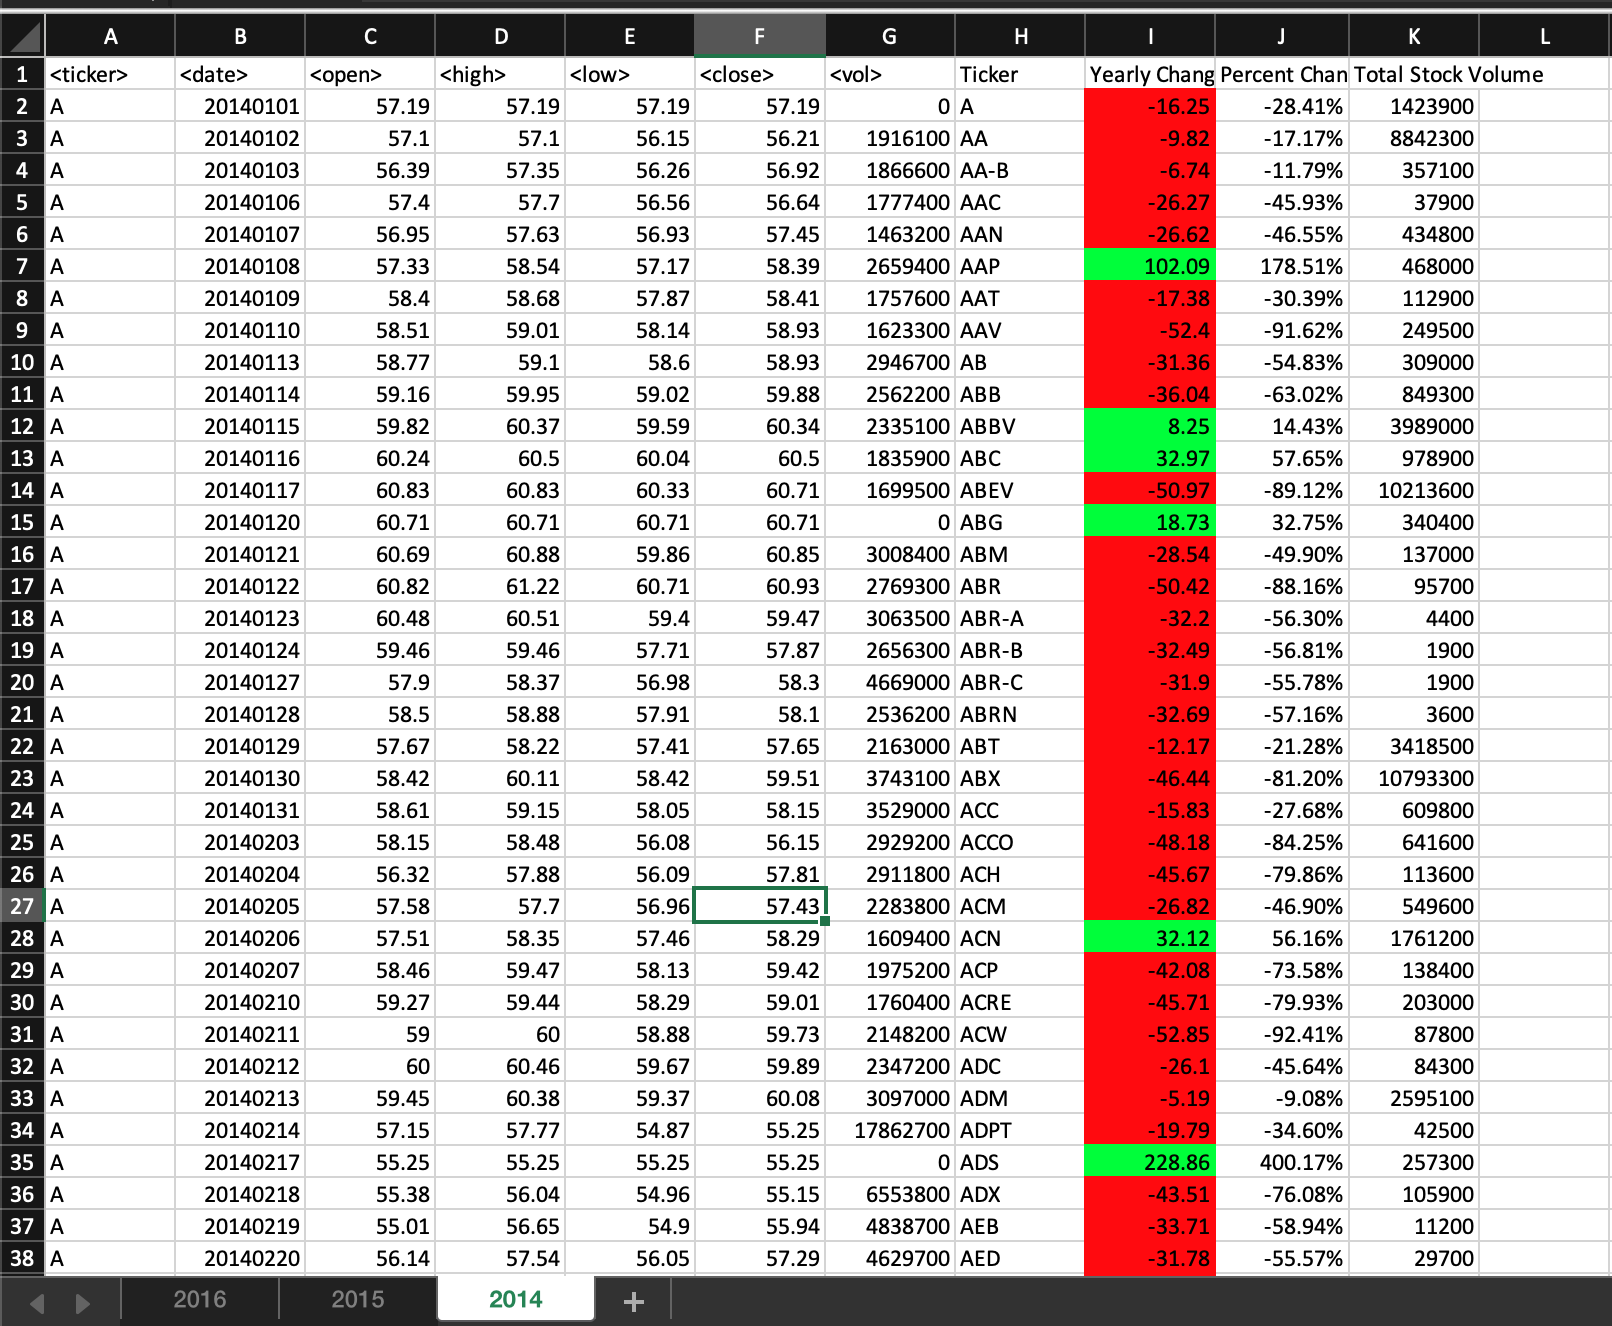 A B C D E F G H I J K L
1 <ticker> <date> <open> <high> <low> <close> <vol> Ticker Yearly Chang Percent Chan Total Stock Volume
2 A 20140101 57.19 57.19 57.19 57.19 0 A -16.25 -28.41% 1423900
3 A 20140102 57.1 57.1 56.15 56.21 1916100 AA -9.82 -17.17% 8842300
4 A 20140103 56.39 57.35 56.26 56.92 1866600 AA-B -6.74 -11.79% 357100
5 A 20140106 57.4 57.7 56.56 56.64 1777400 AAC -26.27 -45.93% 37900
6 A 20140107 56.95 57.63 56.93 57.45 1463200 AAN -26.62 -46.55% 434800
7 A 20140108 57.33 58.54 57.17 58.39 2659400 AAP 102.09 178.51% 468000
8 A 20140109 58.4 58.68 57.87 58.41 1757600 AAT -17.38 -30.39% 112900
9 A 20140110 58.51 59.01 58.14 58.93 1623300 AAV -52.4 -91.62% 249500
10 A 20140113 58.77 59.1 58.6 58.93 2946700 AB -31.36 -54.83% 309000
11 A 20140114 59.16 59.95 59.02 59.88 2562200 ABB -36.04 -63.02% 849300
12 A 20140115 59.82 60.37 59.59 60.34 2335100 ABBV 8.25 14.43% 3989000
13 A 20140116 60.24 60.5 60.04 60.5 1835900 ABC 32.97 57.65% 978900
14 A 20140117 60.83 60.83 60.33 60.71 1699500 ABEV -50.97 -89.12% 10213600
15 A 20140120 60.71 60.71 60.71 60.71 0 ABG 18.73 32.75% 340400
16 A 20140121 60.69 60.88 59.86 60.85 3008400 ABM -28.54 -49.90% 137000
17 A 20140122 60.82 61.22 60.71 60.93 2769300 ABR -50.42 -88.16% 95700
18 A 20140123 60.48 60.51 59.4 59.47 3063500 ABR-A -32.2 -56.30% 4400
19 A 20140124 59.46 59.46 57.71 57.87 2656300 ABR-B -32.49 -56.81% 1900
20 A 20140127 57.9 58.37 56.98 58.3 4669000 ABR-C -31.9 -55.78% 1900
21 A 20140128 58.5 58.88 57.91 58.1 2536200 ABRN -32.69 -57.16% 3600
22 A 20140129 57.67 58.22 57.41 57.65 2163000 ABT -12.17 -21.28% 3418500
23 A 20140130 58.42 60.11 58.42 59.51 3743100 ABX -46.44 -81.20% 10793300
24 A 20140131 58.61 59.15 58.05 58.15 3529000 ACC -15.83 -27.68% 609800
25 A 20140203 58.15 58.48 56.08 56.15 2929200 ACCO -48.18 -84.25% 641600
26 A 20140204 56.32 57.88 56.09 57.81 2911800 ACH -45.67 -79.86% 113600
27 A 20140205 57.58 57.7 56.96 57.43 2283800 ACM -26.82 -46.90% 549600
28 A 20140206 57.51 58.35 57.46 58.29 1609400 ACN 32.12 56.16% 1761200
29 A 20140207 58.46 59.47 58.13 59.42 1975200 ACP -42.08 -73.58% 138400
30 A 20140210 59.27 59.44 58.29 59.01 1760400 ACRE -45.71 -79.93% 203000
31 A 20140211 59 60 58.88 59.73 2148200 ACW -52.85 -92.41% 87800
32 A 20140212 60 60.46 59.67 59.89 2347200 ADC -26.1 -45.64% 84300
33 A 20140213 59.45 60.38 59.37 60.08 3097000 ADM -5.19 -9.08% 2595100
34 A 20140214 57.15 57.77 54.87 55.25 17862700 ADPT -19.79 -34.60% 42500
35 A 20140217 55.25 55.25 55.25 55.25 0 ADS 228.86 400.17% 257300
36 A 20140218 55.38 56.04 54.96 55.15 6553800 ADX -43.51 -76.08% 105900
37 A 20140219 55.01 56.65 54.9 55.94 4838700 AEB -33.71 -58.94% 11200
38 A 20140220 56.14 57.54 56.05 57.29 4629700 AED -31.78 -55.57% 29700
2016 2015 2014 +